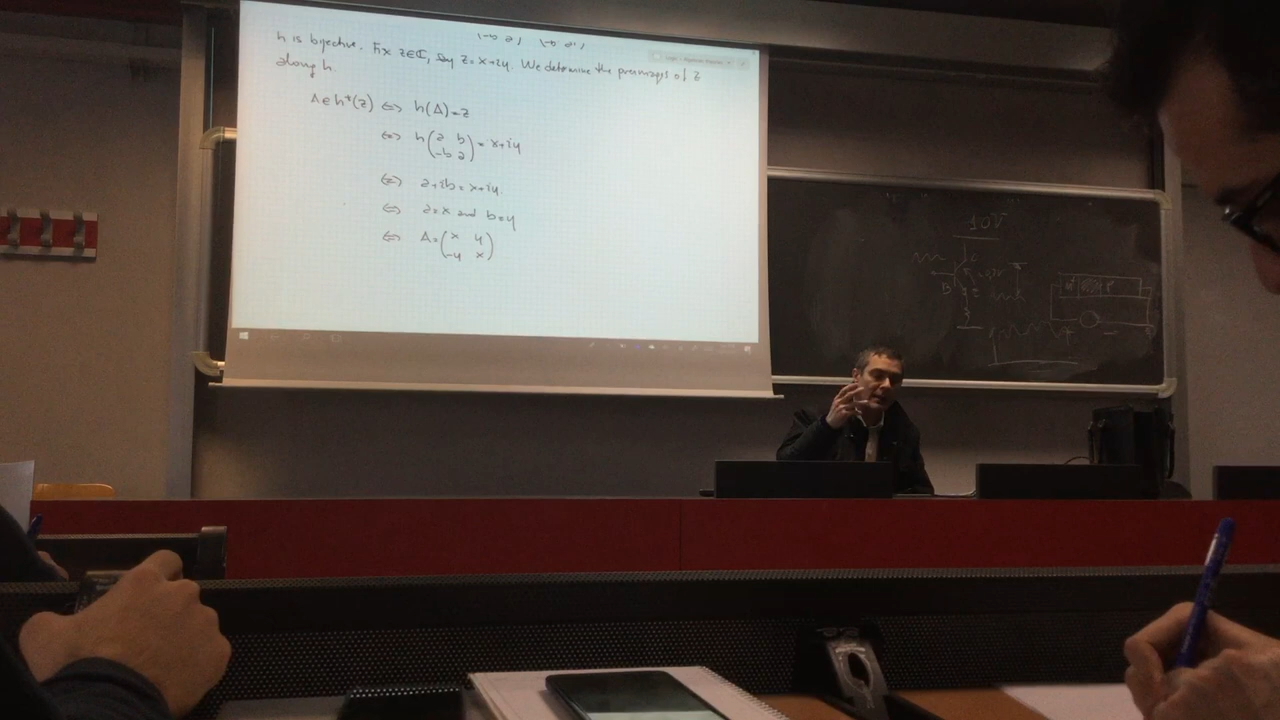 h is bijective. Fix z∈ℂ, say z=x+iy. We determine the preimages of z
along h.
A∈h⁻¹(z) ⇔ h(A)=z
⇔ h(a b
-b a)=x+iy
⇔ a+ib=x+iy.
⇔ a=x and b=y
⇔ A=(x y
-y x)
10V
C
B
E